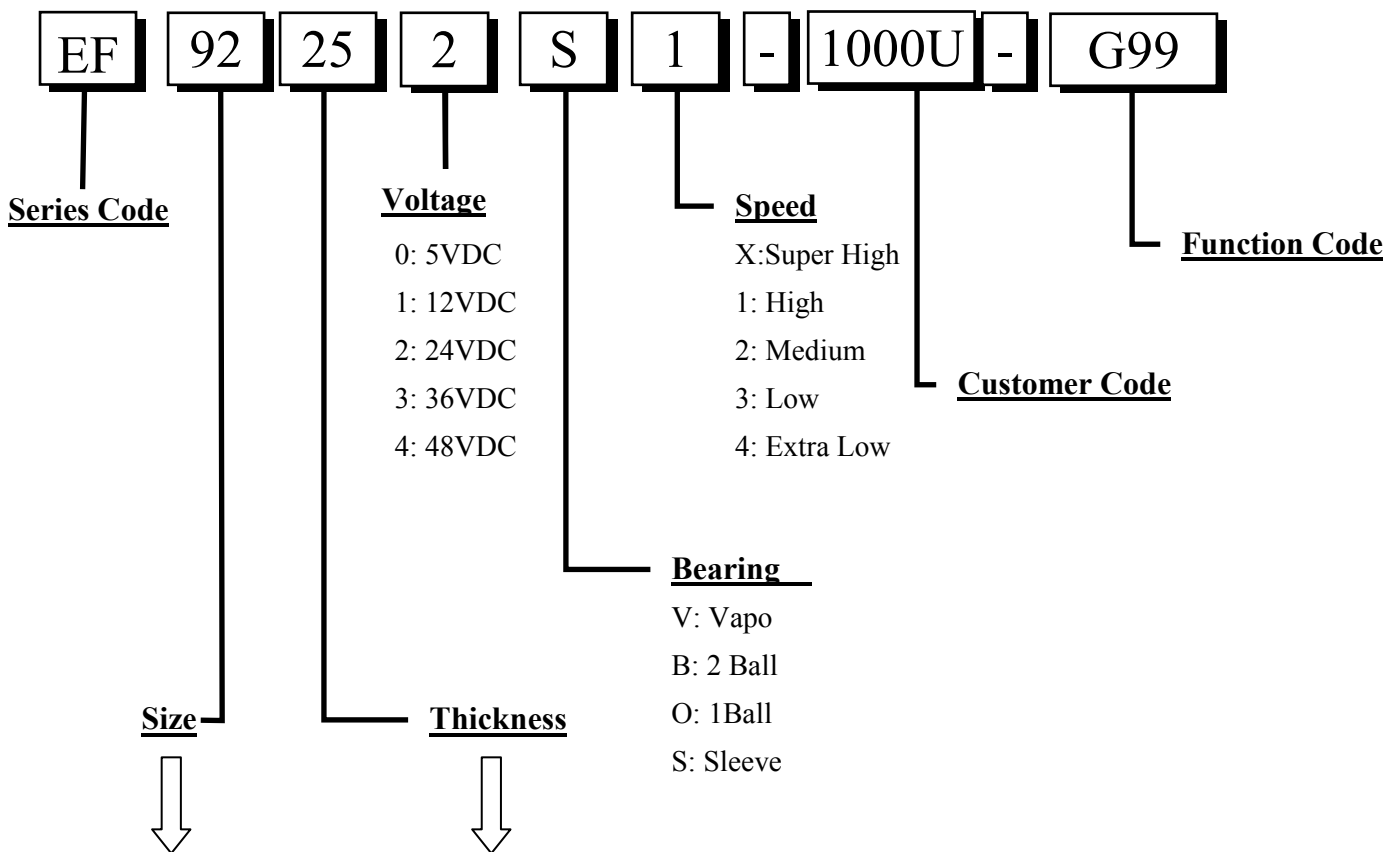 EF 92 25 2 S 1 - 1000U - G99
Series Code
Voltage
0: 5VDC
1: 12VDC
2: 24VDC
3: 36VDC
4: 48VDC
Speed
X:Super High
1: High
2: Medium
3: Low
4: Extra Low
Function Code
Customer Code
Bearing
V: Vapo
B: 2 Ball
O: 1Ball
S: Sleeve
Size
Thickness